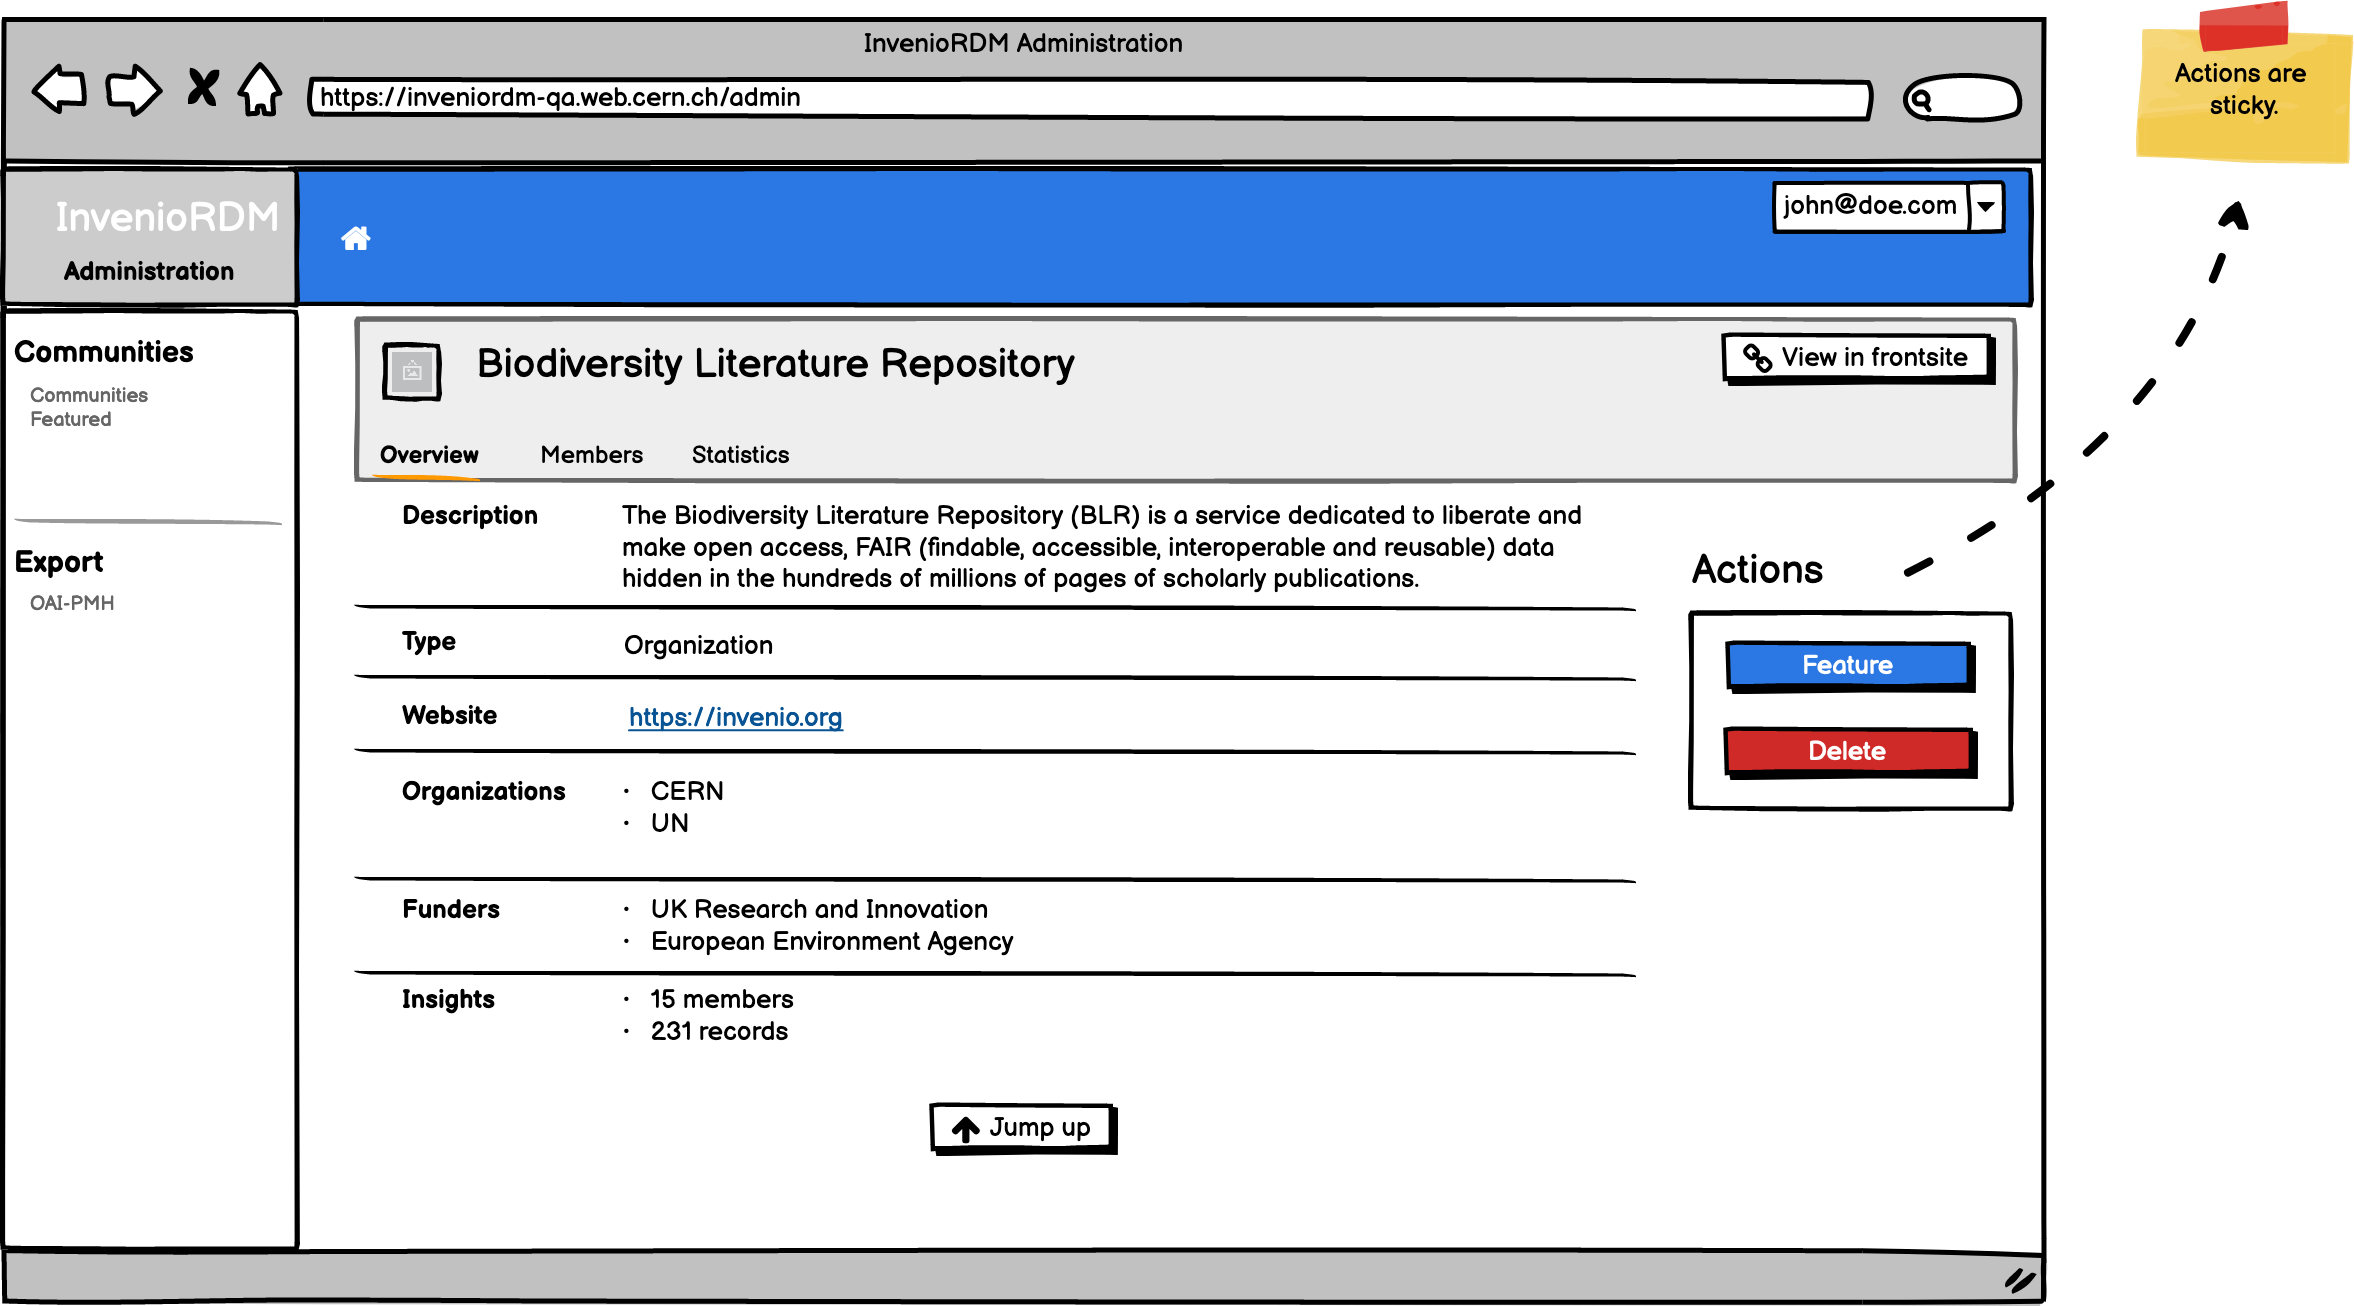 InvenioRDM Administration
https://inveniordm-qa.web.cern.ch/admin
Actions are
sticky.
InvenioRDM
Administration
john@doe.com
Communities
Communities
Featured
Export
OAI-PMH
Biodiversity Literature Repository
View in frontsite
Overview Members Statistics
Description
The Biodiversity Literature Repository (BLR) is a service dedicated to liberate and
make open access, FAIR (findable, accessible, interoperable and reusable) data
hidden in the hundreds of millions of pages of scholarly publications.
Type Organization
Website https://invenio.org
Organizations
• CERN
• UN
Funders
• UK Research and Innovation
• European Environment Agency
Insights
• 15 members
• 231 records
Actions
Feature
Delete
Jump up